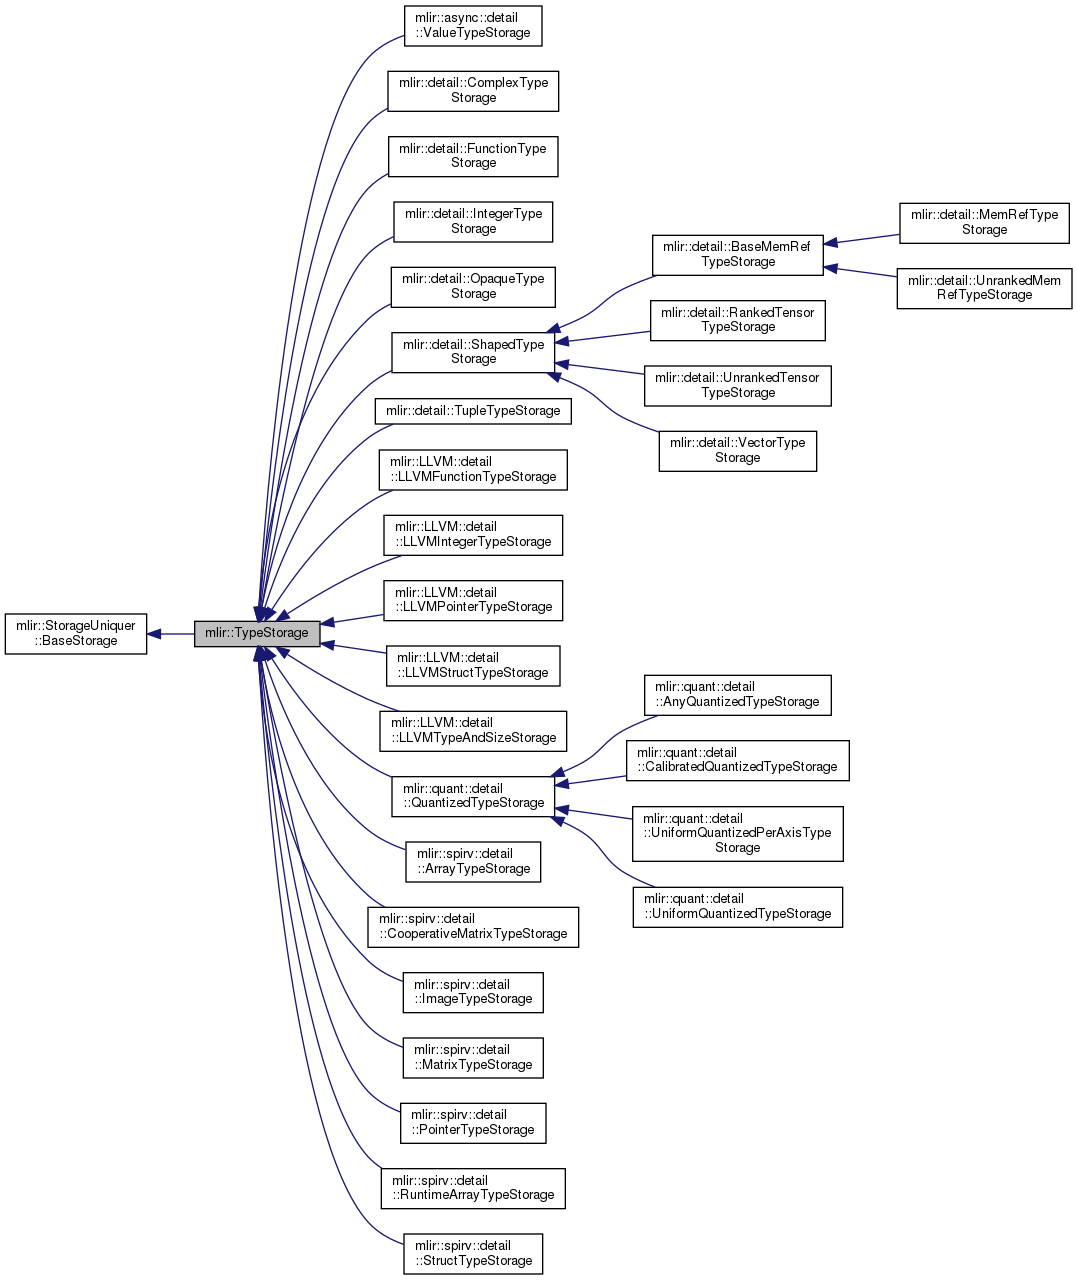 mlir::async::detail
::ValueTypeStorage
mlir::detail::ComplexType
Storage
mlir::detail::FunctionType
Storage
mlir::detail::IntegerType
Storage
mlir::detail::OpaqueType
Storage
mlir::detail::ShapedType
Storage
mlir::detail::BaseMemRef
TypeStorage
mlir::detail::MemRefType
Storage
mlir::detail::UnrankedMem
RefTypeStorage
mlir::detail::RankedTensor
TypeStorage
mlir::detail::UnrankedTensor
TypeStorage
mlir::detail::VectorType
Storage
mlir::detail::TupleTypeStorage
mlir::LLVM::detail
::LLVMFunctionTypeStorage
mlir::LLVM::detail
::LLVMIntegerTypeStorage
mlir::LLVM::detail
::LLVMPointerTypeStorage
mlir::StorageUniquer
::BaseStorage
mlir::TypeStorage
mlir::LLVM::detail
::LLVMStructTypeStorage
mlir::LLVM::detail
::LLVMTypeAndSizeStorage
mlir::quant::detail
::QuantizedTypeStorage
mlir::quant::detail
::AnyQuantizedTypeStorage
mlir::quant::detail
::CalibratedQuantizedTypeStorage
mlir::quant::detail
::UniformQuantizedPerAxisType
Storage
mlir::quant::detail
::UniformQuantizedTypeStorage
mlir::spirv::detail
::ArrayTypeStorage
mlir::spirv::detail
::CooperativeMatrixTypeStorage
mlir::spirv::detail
::ImageTypeStorage
mlir::spirv::detail
::MatrixTypeStorage
mlir::spirv::detail
::PointerTypeStorage
mlir::spirv::detail
::RuntimeArrayTypeStorage
mlir::spirv::detail
::StructTypeStorage